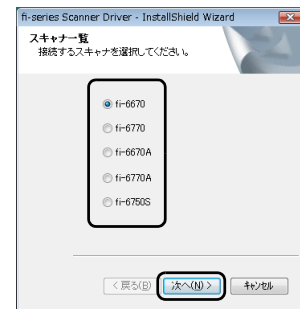 fi-series Scanner Driver - InstallShield Wizard
スキャナ一覧
接続するスキャナを選択してください。
fi-6670
fi-6770
fi-6670A
fi-6770A
fi-6750S
< 戻る(B) 次へ(N) > キャンセル